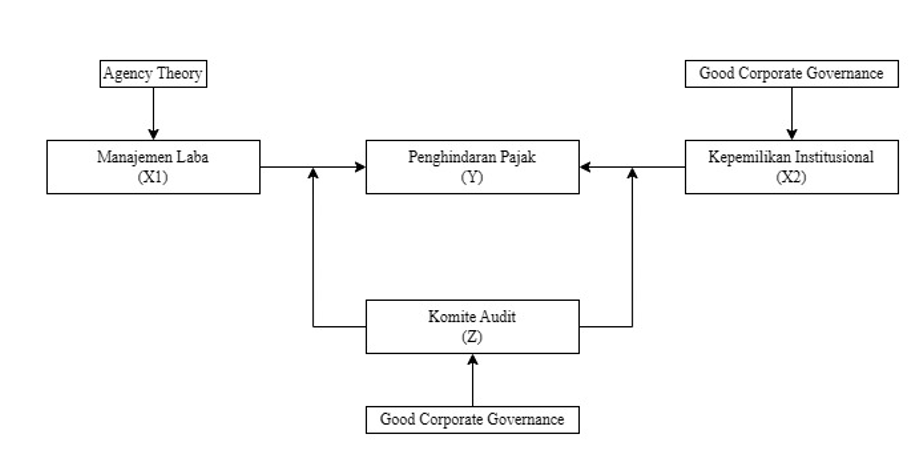 Agency Theory
Good Corporate Governance
Manajemen Laba
(X1)
Penghindaran Pajak
(Y)
Kepemilikan Institusional
(X2)
Komite Audit
(Z)
Good Corporate Governance